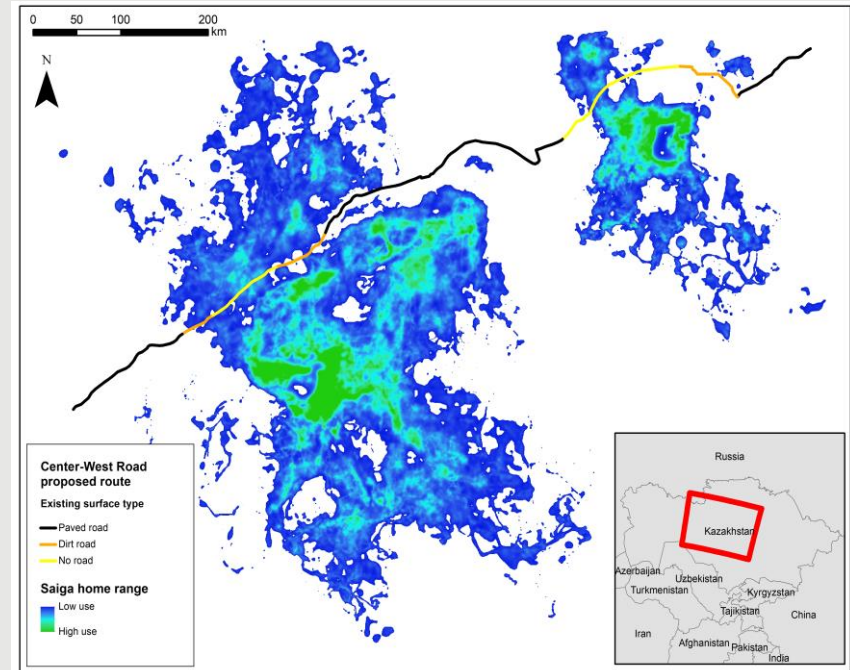 0 50 100 200
km
N
Center-West Road
proposed route
Existing surface type
Paved road
Dirt road
No road
Saiga home range
Low use
High use
Russia
Kazakhstan
Azerbaijan
Uzbekistan
Kyrgyzstan
Turkmenistan
Tajikistan
China
Iran
Afghanistan
Pakistan
India